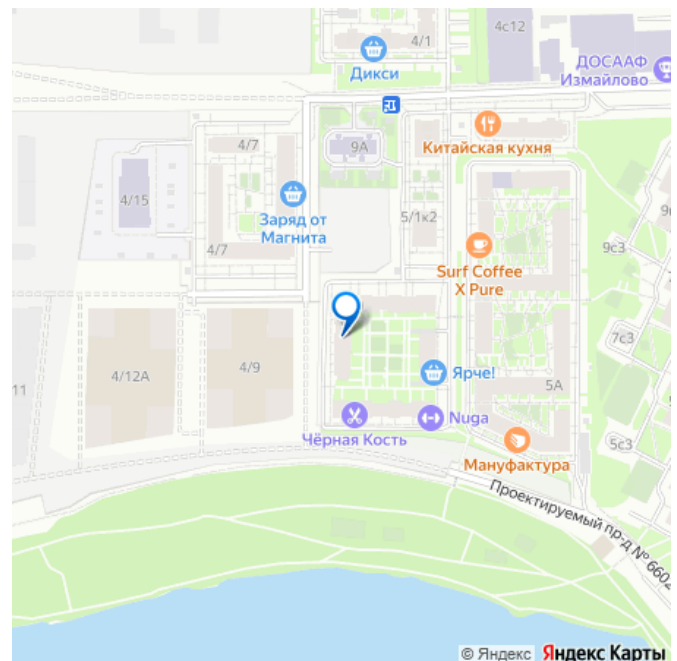 4/1
4с12
Дикси
ДОСААФ
Измайлово
4/7
9А
Китайская кухня
4/15
Заряд от
Магнита
5/1к2
4/7
Surf Coffee
X Pure
9с3
7с3
4/12А
4/9
Ярче!
11
5А
Nuga
Чёрная Кость
5с3
Мануфактура
Проектируемый пр-д № 6602
© Яндекс Яндекс Карты